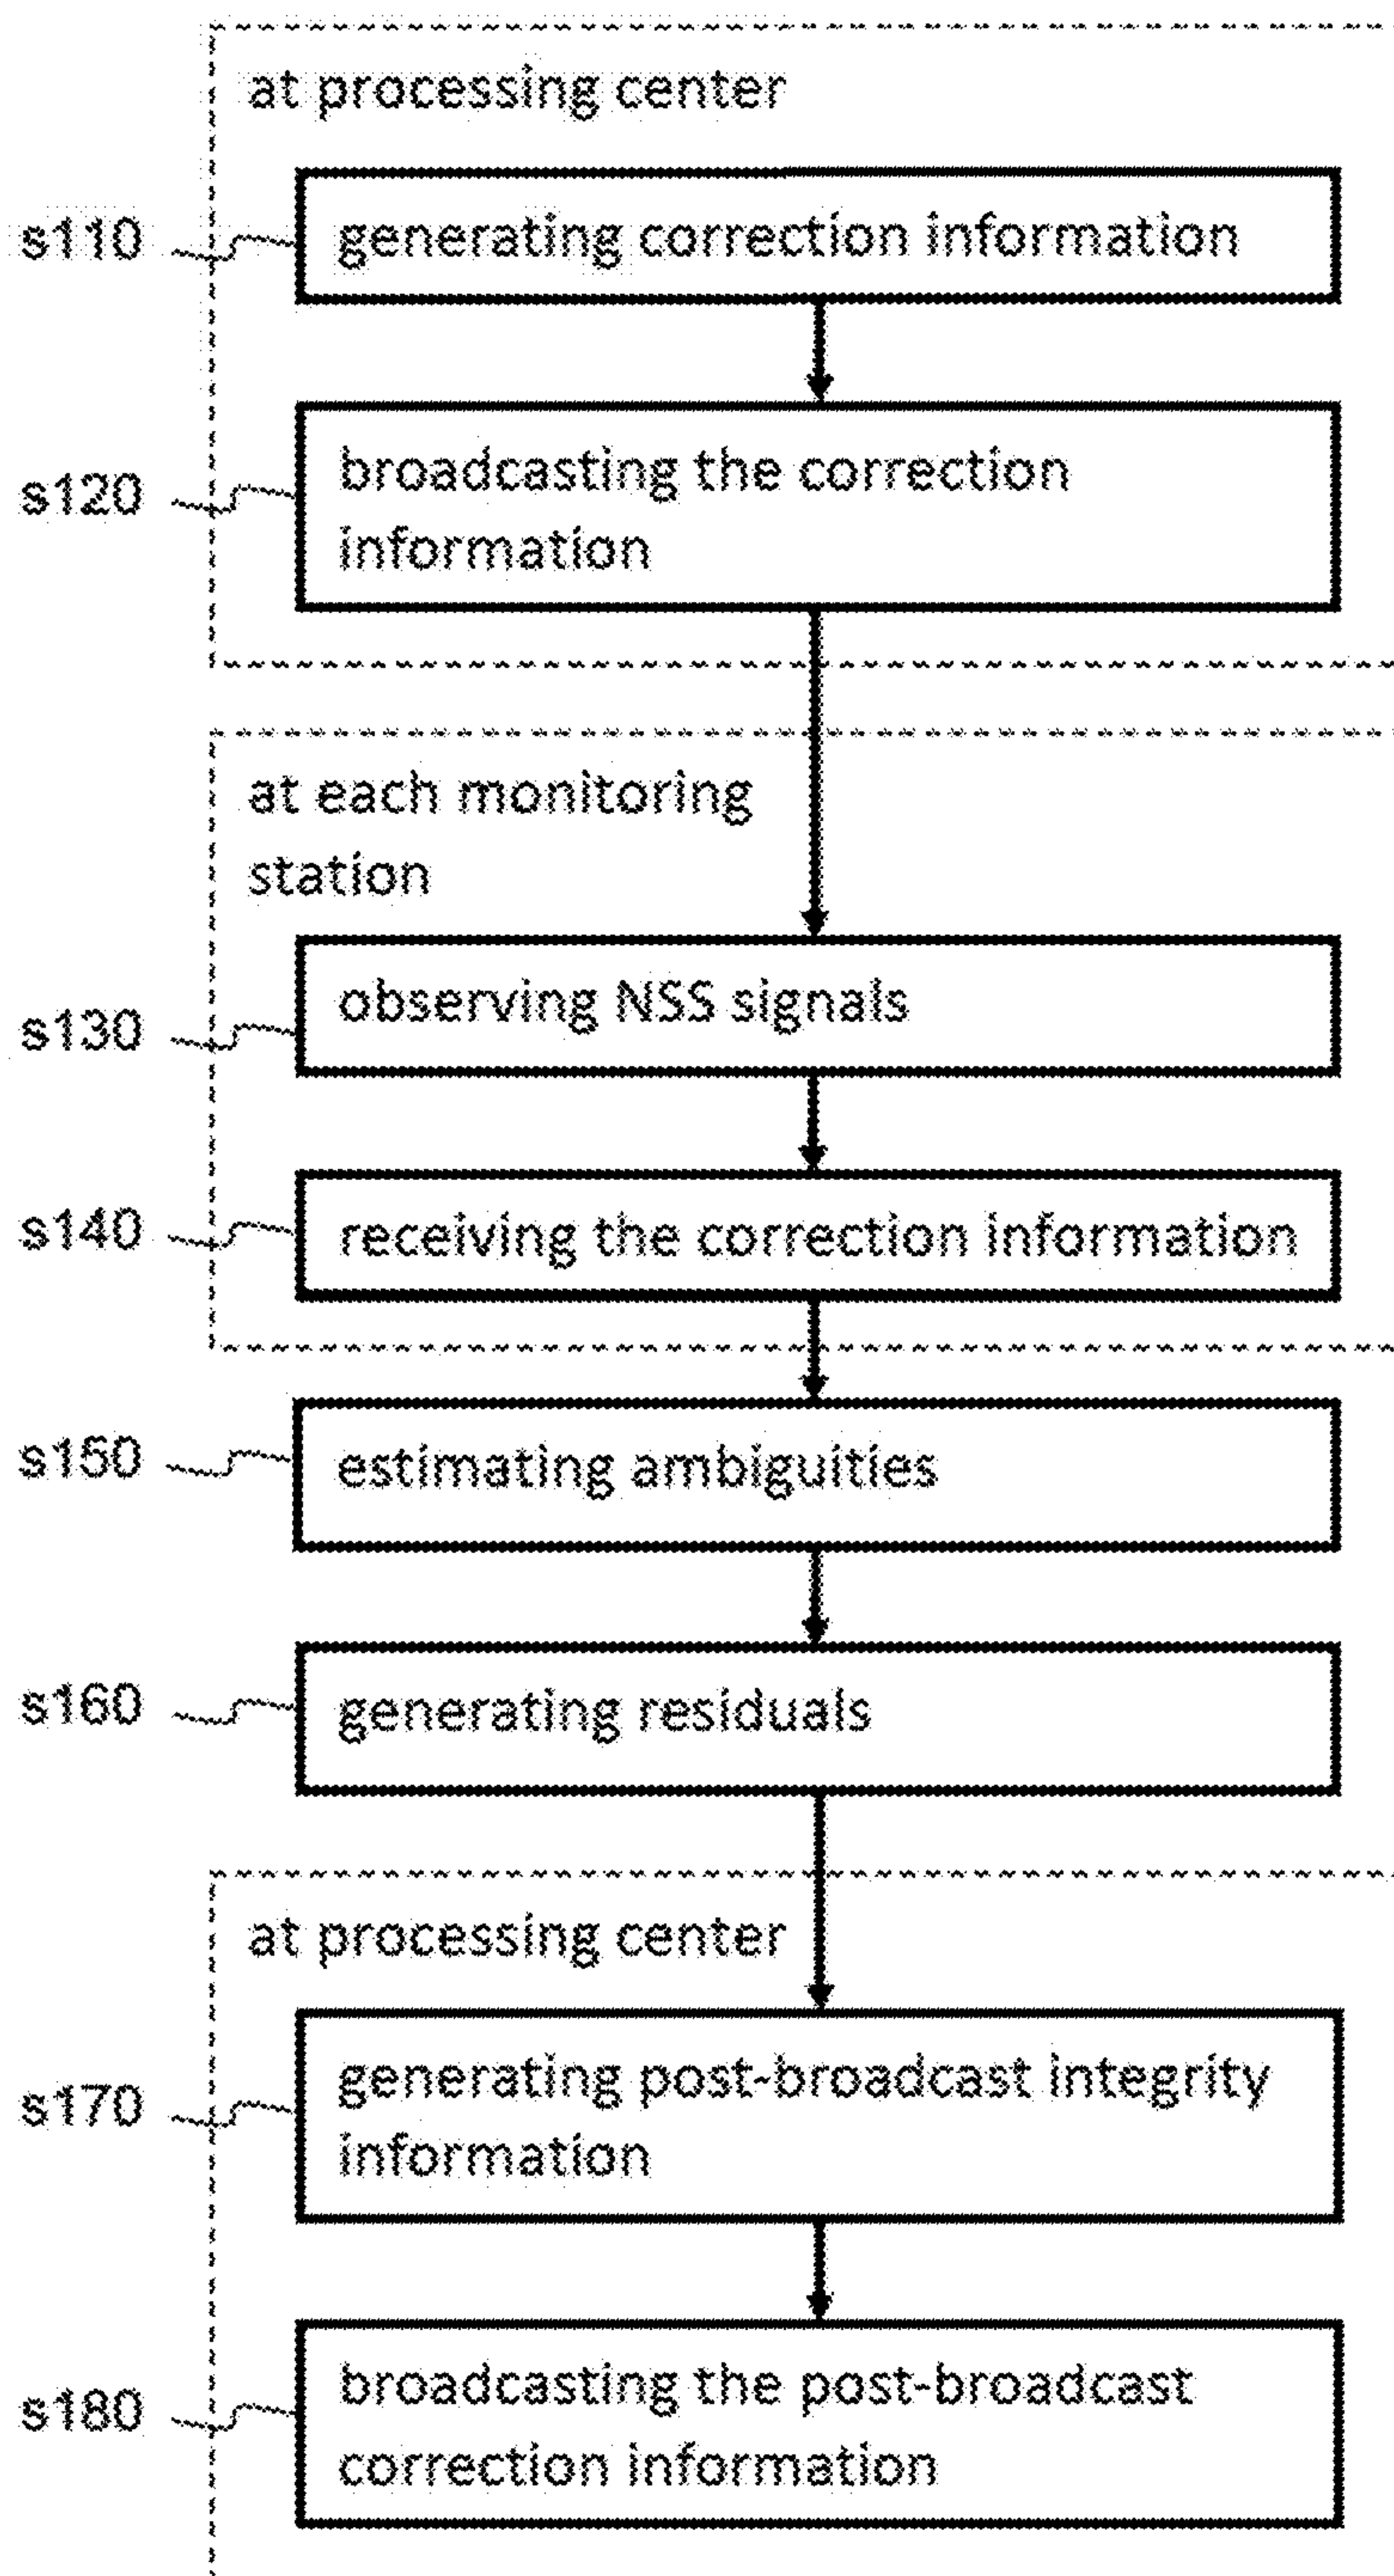 at processing center
s110
generating correction information
s120
broadcasting the correction
information
at each monitoring
station
s130
observing NSS signals
s140
receiving the correction information
s150
estimating ambiguities
s160
generating residuals
at processing center
s170
generating post-broadcast integrity
information
s180
broadcasting the post-broadcast
correction information